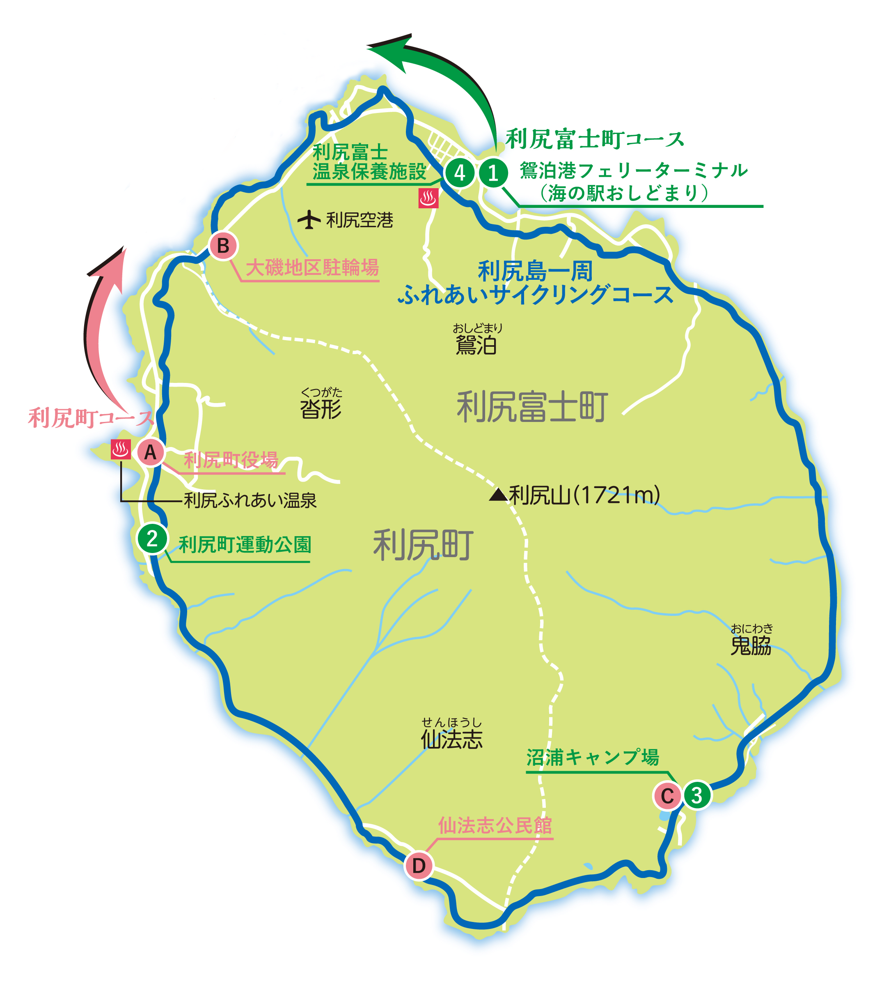 利尻富士町コース
利尻富士
温泉保養施設
4
1
鴛泊港フェリーターミナル
（海の駅おしどまり）
利尻空港
B
大磯地区駐輪場
利尻島一周
ふれあいサイクリングコース
おしどまり
鴛泊
くつがた
沓形
利尻富士町
利尻町コース
A
利尻町役場
利尻ふれあい温泉
利尻山(1721m)
2
利尻町運動公園
利尻町
おにわき
鬼脇
せんほうし
仙法志
沼浦キャンプ場
C
3
仙法志公民館
D